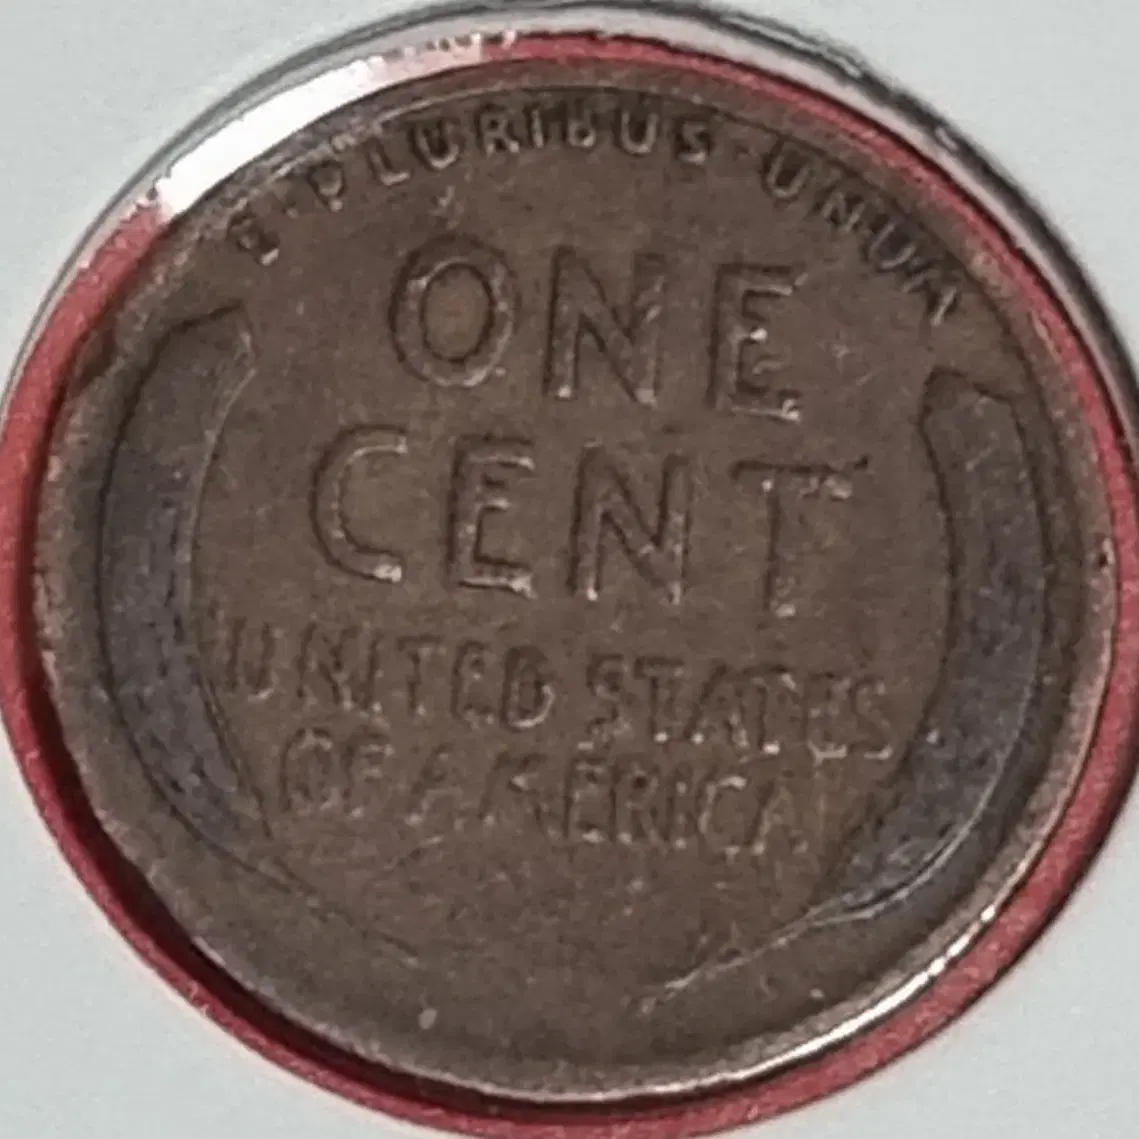 E·PLURIBUS·UNUM
ONE
CENT
UNITED STATES
OF AMERICA